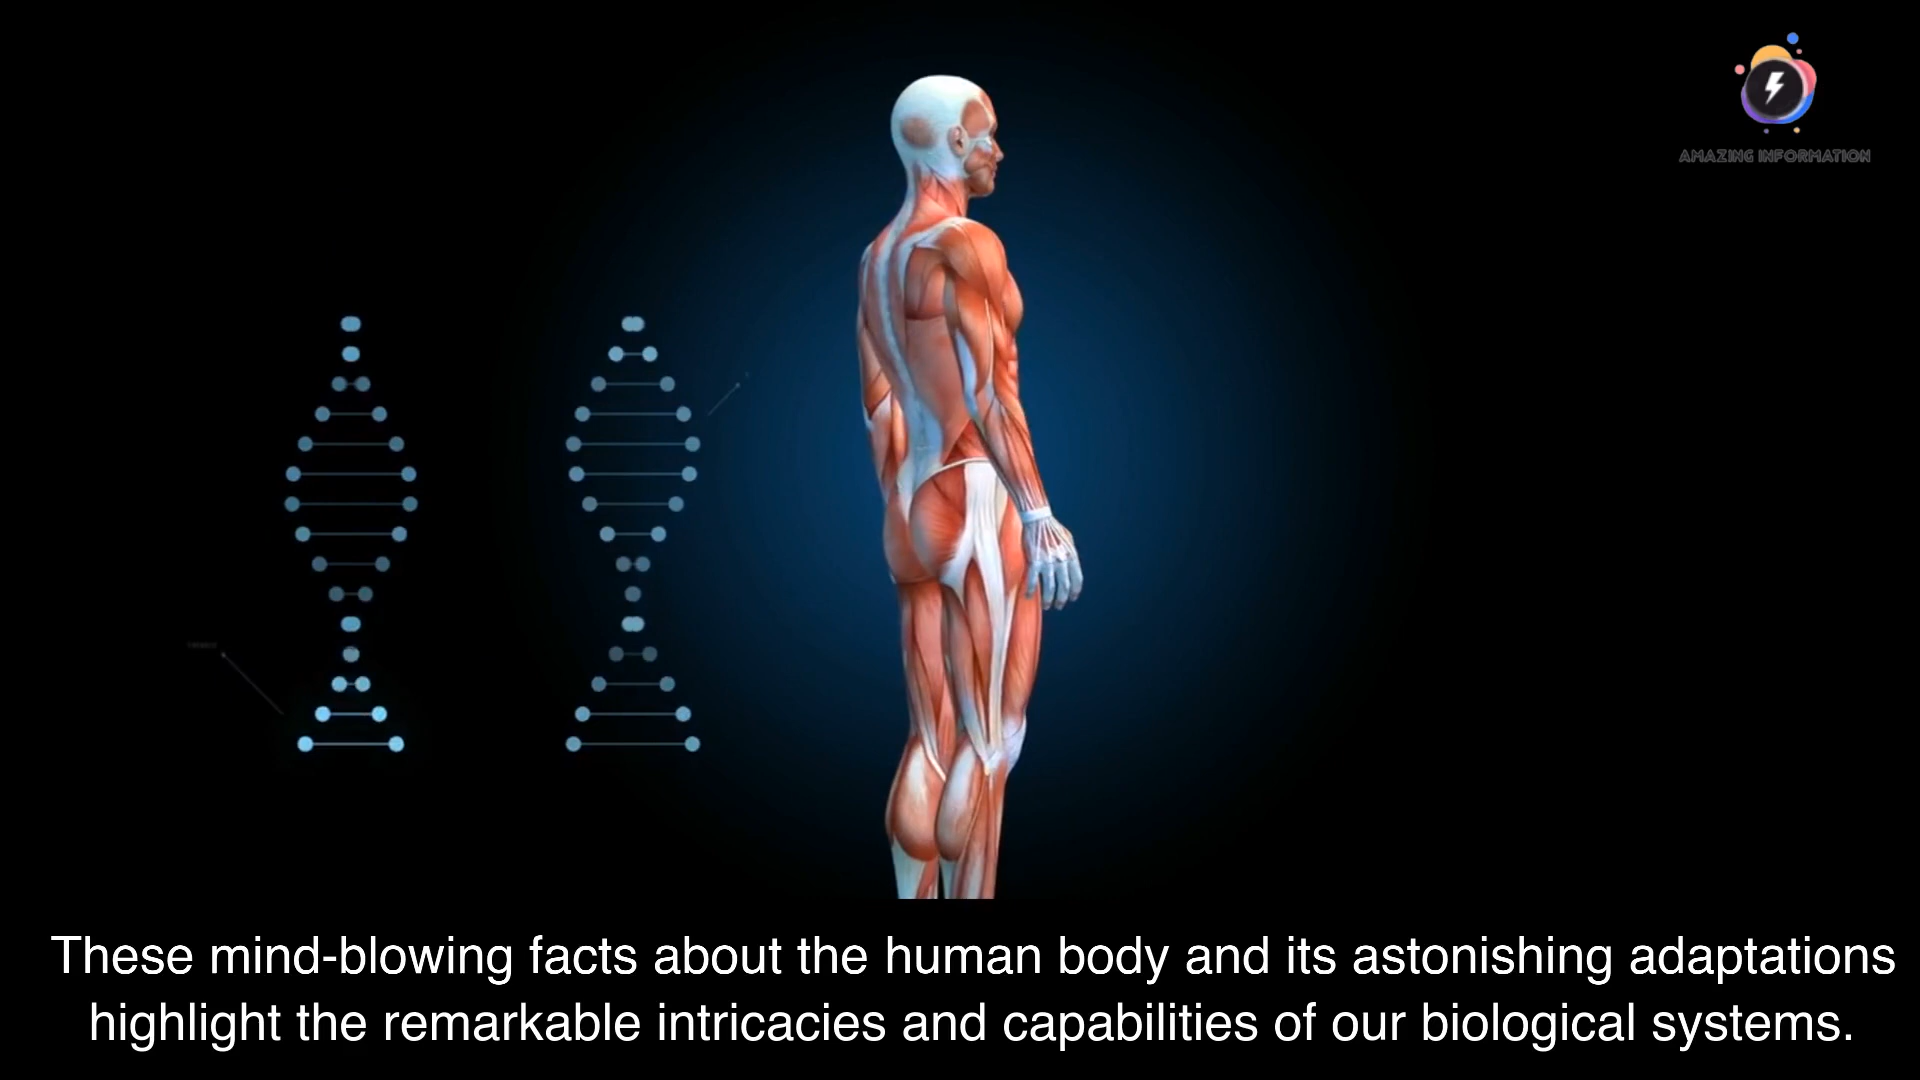 AMAZING INFORMATION
These mind-blowing facts about the human body and its astonishing adaptations
highlight the remarkable intricacies and capabilities of our biological systems.